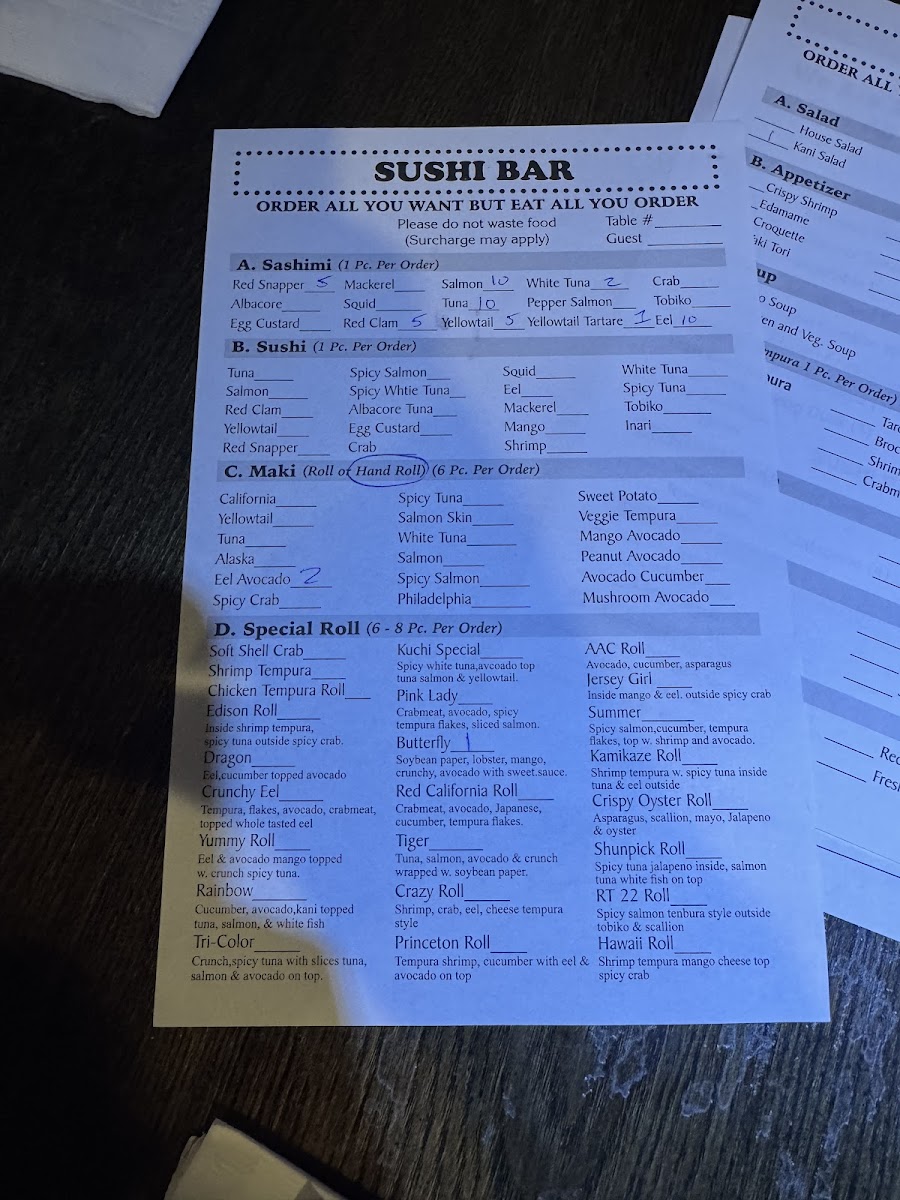 SUSHI BAR
ORDER ALL YOU WANT BUT EAT ALL YOU ORDER
Please do not waste food Table #
(Surcharge may apply) Guest
A. Sashimi (1 Pc. Per Order)
Red Snapper 5 Mackerel Salmon 10 White Tuna 2 Crab
Albacore Squid Tuna 10 Pepper Salmon Tobiko
Egg Custard Red Clam 5 Yellowtail 5 Yellowtail Tartare 1 Eel 10
B. Sushi (1 Pc. Per Order)
Tuna Spicy Salmon Squid White Tuna
Salmon Spicy Whtie Tuna Eel Spicy Tuna
Red Clam Albacore Tuna Mackerel Tobiko
Yellowtail Egg Custard Mango Inari
Red Snapper Crab Shrimp
C. Maki (Roll or Hand Roll) (6 Pc. Per Order)
California Spicy Tuna Sweet Potato
Yellowtail Salmon Skin Veggie Tempura
Tuna White Tuna Mango Avocado
Alaska Salmon Peanut Avocado
Eel Avocado 2 Spicy Salmon Avocado Cucumber
Spicy Crab Philadelphia Mushroom Avocado
D. Special Roll (6 - 8 Pc. Per Order)
Soft Shell Crab
Shrimp Tempura
Chicken Tempura Roll
Edison Roll
Inside shrimp tempura,
spicy tuna outside spicy crab.
Dragon
Eel,cucumber topped avocado
Crunchy Eel
Tempura, flakes, avocado, crabmeat,
topped whole tasted eel
Yummy Roll
Eel & avocado mango topped
w. crunch spicy tuna.
Rainbow
Cucumber, avocado,kani topped
tuna, salmon, & white fish
Tri-Color
Crunch,spicy tuna with slices tuna,
salmon & avocado on top.
Kuchi Special
Spicy white tuna,avcoado top
tuna salmon & yellowtail.
Pink Lady
Crabmeat, avocado, spicy
tempura flakes, sliced salmon.
Butterfly 1
Soybean paper, lobster, mango,
crunchy, avocado with sweet.sauce.
Red California Roll
Crabmeat, avocado, Japanese,
cucumber, tempura flakes.
Tiger
Tuna, salmon, avocado & crunch
wrapped w. soybean paper.
Crazy Roll
Shrimp, crab, eel, cheese tempura
style
Princeton Roll
Tempura shrimp, cucumber with eel &
avocado on top
AAC Roll
Avocado, cucumber, asparagus
Jersey Girl
Inside mango & eel. outside spicy crab
Summer
Spicy salmon,cucumber, tempura
flakes, top w. shrimp and avocado.
Kamikaze Roll
Shrimp tempura w. spicy tuna inside
tuna & eel outside
Crispy Oyster Roll
Asparagus, scallion, mayo, Jalapeno
& oyster
Shunpick Roll
Spicy tuna jalapeno inside, salmon
tuna white fish on top
RT 22 Roll
Spicy salmon tenbura style outside
tobiko & scallion
Hawaii Roll
Shrimp tempura mango cheese top
spicy crab
ORDER ALL
A. Salad
House Salad
1 Kani Salad
B. Appetizer
Crispy Shrimp
Edamame
Croquette
Tori
Soup
and Veg. Soup
1 Pc. Per Order)